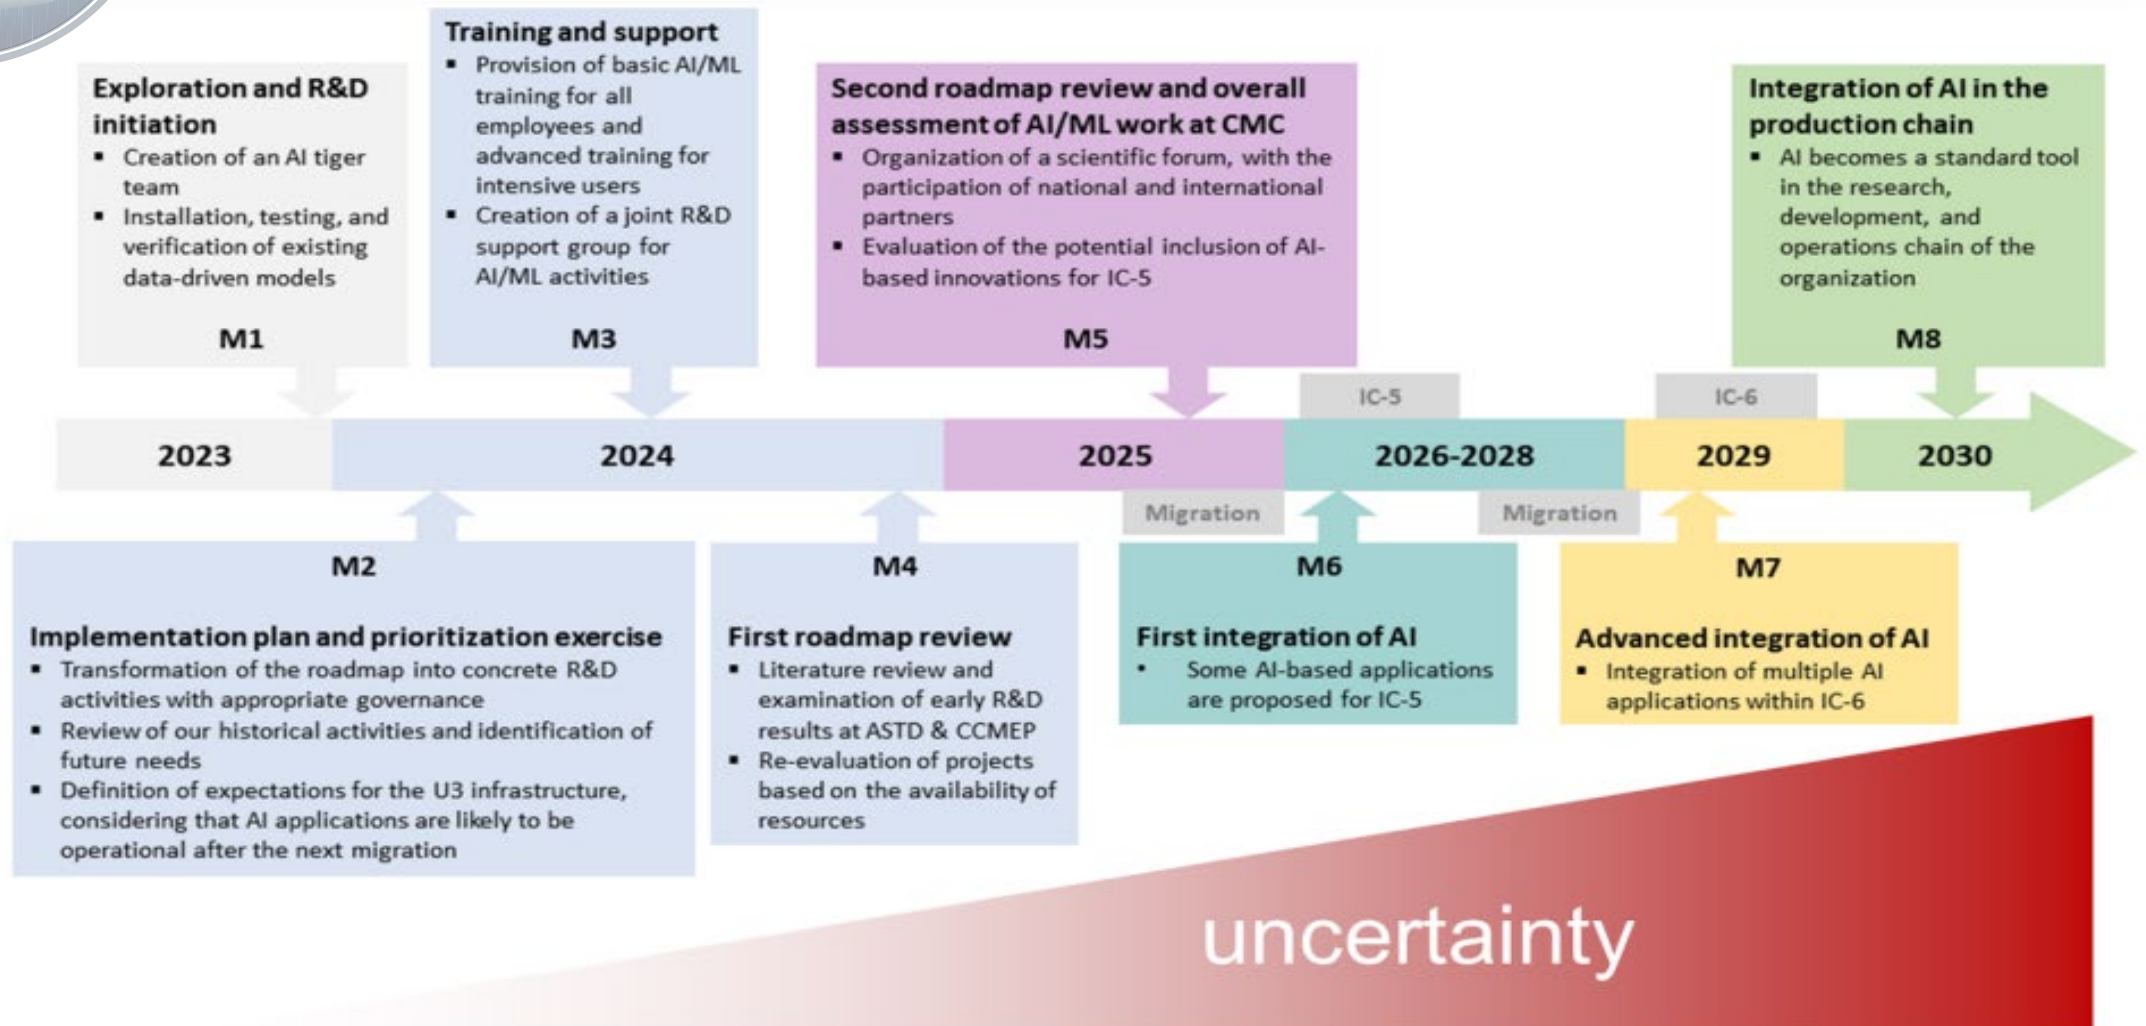 Exploration and R&D
initiation
▪ Creation of an AI tiger
team
▪ Installation, testing, and
verification of existing
data-driven models
M1
Training and support
▪ Provision of basic AI/ML
training for all
employees and
advanced training for
intensive users
▪ Creation of a joint R&D
support group for
AI/ML activities
M3
Second roadmap review and overall
assessment of AI/ML work at CMC
▪ Organization of a scientific forum, with the
participation of national and international
partners
▪ Evaluation of the potential inclusion of AI-
based innovations for IC-5
M5
Integration of AI in the
production chain
▪ AI becomes a standard tool
in the research,
development, and
operations chain of the
organization
M8
IC-5
IC-6
2023
2024
2025
2026-2028
2029
2030
Migration
Migration
M2
Implementation plan and prioritization exercise
▪ Transformation of the roadmap into concrete R&D
activities with appropriate governance
▪ Review of our historical activities and identification of
future needs
▪ Definition of expectations for the U3 infrastructure,
considering that AI applications are likely to be
operational after the next migration
M4
First roadmap review
▪ Literature review and
examination of early R&D
results at ASTD & CCMEP
▪ Re-evaluation of projects
based on the availability of
resources
M6
First integration of AI
• Some AI-based applications
are proposed for IC-5
M7
Advanced integration of AI
▪ Integration of multiple AI
applications within IC-6
uncertainty